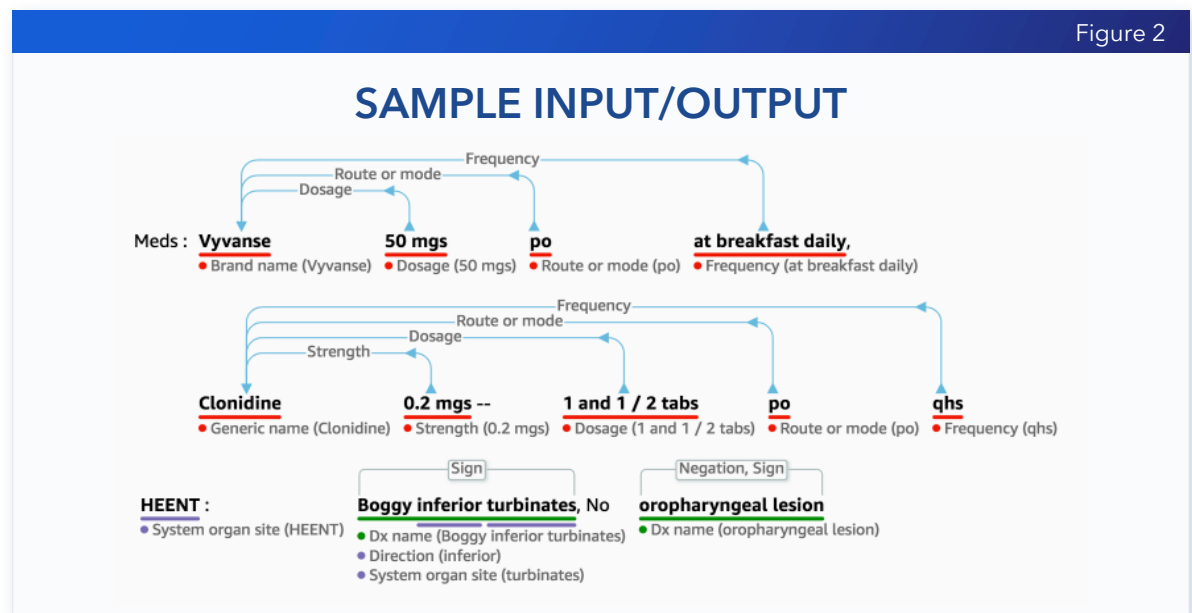 Figure 2
SAMPLE INPUT/OUTPUT
Frequency
Route or mode
Dosage
Meds : Vyvanse 50 mgs po at breakfast daily,
Brand name (Vyvanse) Dosage (50 mgs) Route or mode (po) Frequency (at breakfast daily)
Frequency
Route or mode
Dosage
Strength
Clonidine 0.2 mgs -- 1 and 1 / 2 tabs po qhs
Generic name (Clonidine) Strength (0.2 mgs) Dosage (1 and 1 / 2 tabs) Route or mode (po) Frequency (qhs)
Sign Negation, Sign
HEENT : Boggy inferior turbinates, No oropharyngeal lesion
System organ site (HEENT) Dx name (Boggy inferior turbinates) Dx name (oropharyngeal lesion)
Direction (inferior)
System organ site (turbinates)